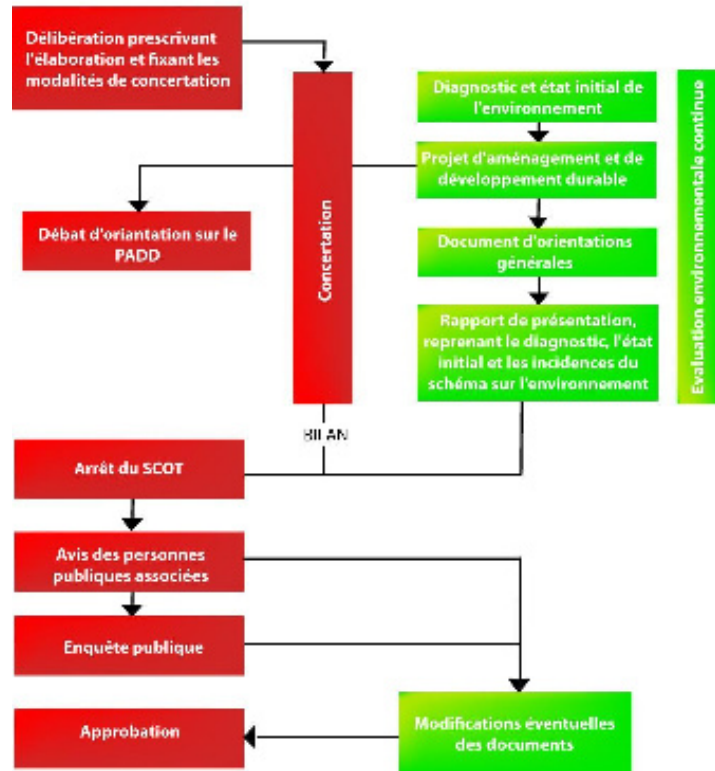 Délibération prescrivant
l'élaboration et fixant les
modalités de concertation
Concertation
Diagnostic et état initial de
l'environnement
Projet d'aménagement et de
développement durable
Débat d'oriantation sur le
PADD
Document d'orientations
générales
Rapport de présentation,
reprenant le diagnostic, l'état
initial et les incidences du
schéma sur l'environnement
Evaluation environnementale continue
BILAN
Arrêt du SCOT
Avis des personnes
publiques associées
Enquête publique
Approbation
Modifications éventuelles
des documents